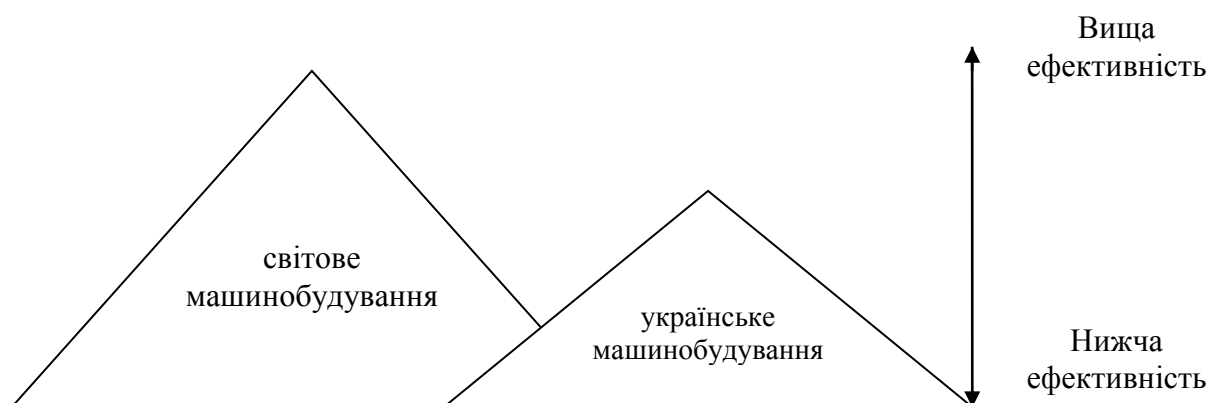 Вища
ефективність
світове
машинобудування
українське
машинобудування
Нижча
ефективність